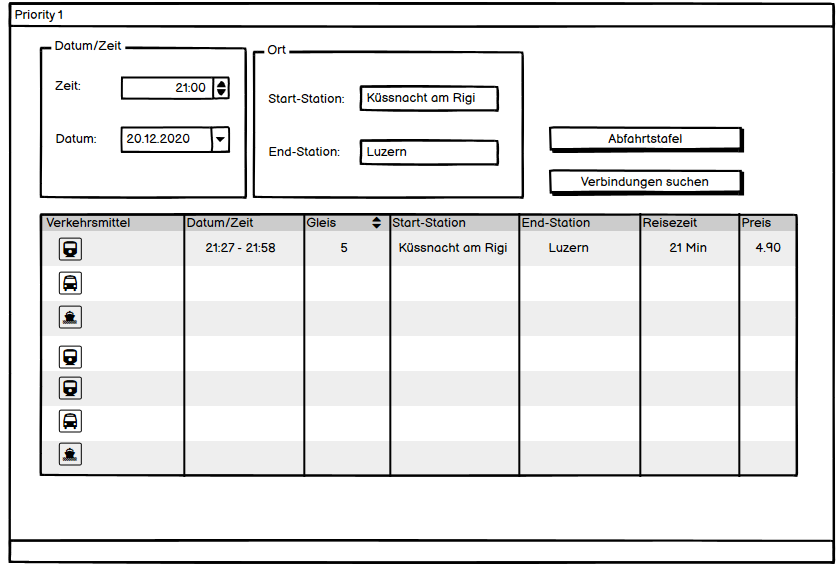 Priority 1
Datum/Zeit
Zeit:
21:00
Datum:
20.12.2020
Ort
Start-Station:
Küssnacht am Rigi
End-Station:
Luzern
Abfahrtstafel
Verbindungen suchen
Verkehrsmittel Datum/Zeit Gleis Start-Station End-Station Reisezeit Preis
21:27 - 21:58 5 Küssnacht am Rigi Luzern 21 Min 4.90